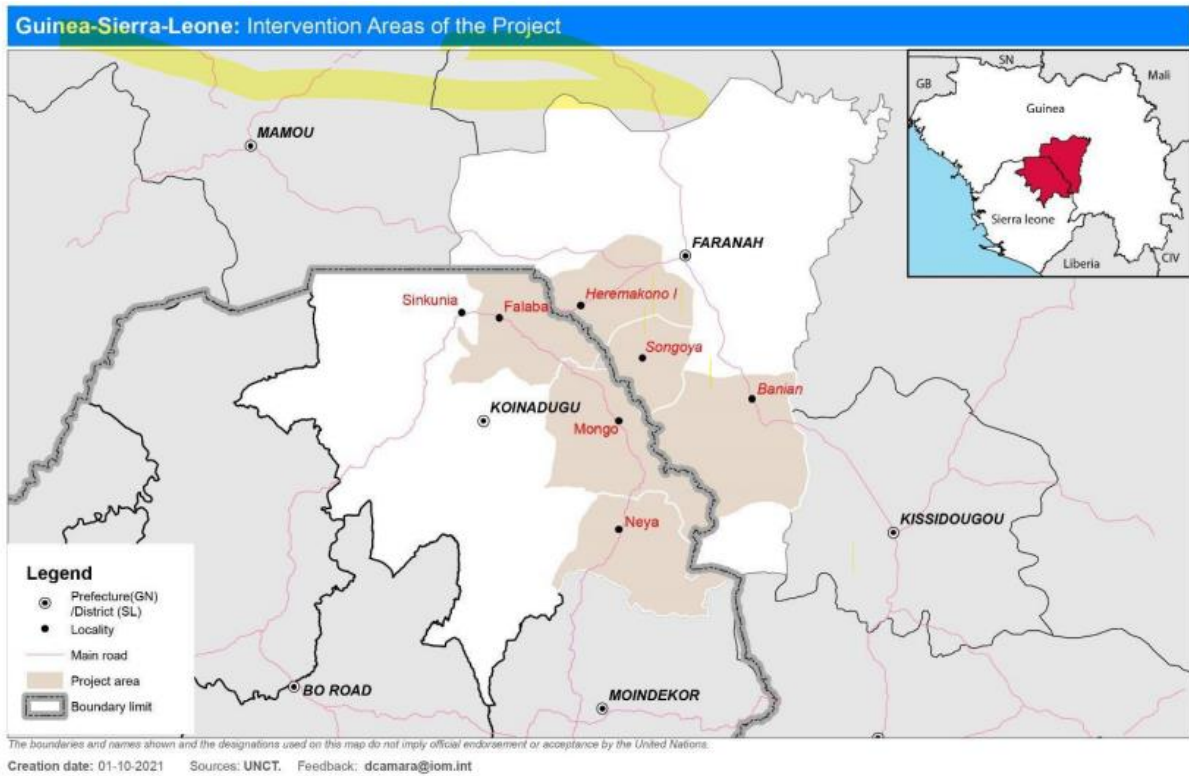 Guinea-Sierra-Leone: Intervention Areas of the Project
SN
Mali
GB
Guinea
Sierra leone
Liberia
CIV
MAMOU
FARANAH
Sinkunia
Falaba
Heremakono I
Songoya
Banian
KOINADUGU
Mongo
KISSIDOUGOU
Neya
BO ROAD
MOINDEKOR
Legend
Prefecture(GN)
/District (SL)
Locality
Main road
Project area
Boundary limit
The boundaries and names shown and the designations used on this map do not imply official endorsement or acceptance by the United Nations.
Creation date: 01-10-2021 Sources: UNCT. Feedback: dcamara@iom.int